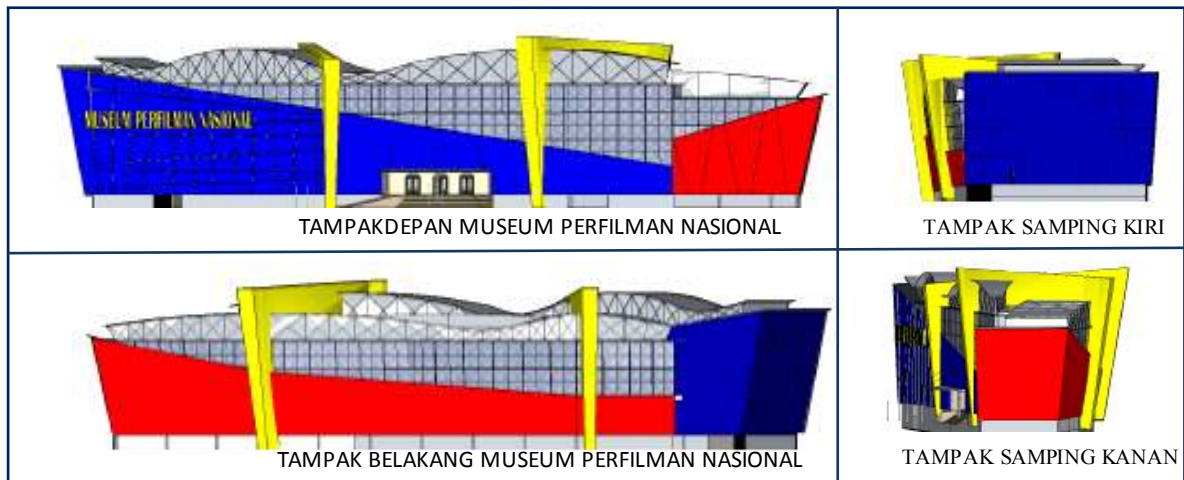 MUSEUM PERFILMAN NASIONAL
TAMPAKDEPAN MUSEUM PERFILMAN NASIONAL
TAMPAK SAMPING KIRI
TAMPAK BELAKANG MUSEUM PERFILMAN NASIONAL
TAMPAK SAMPING KANAN